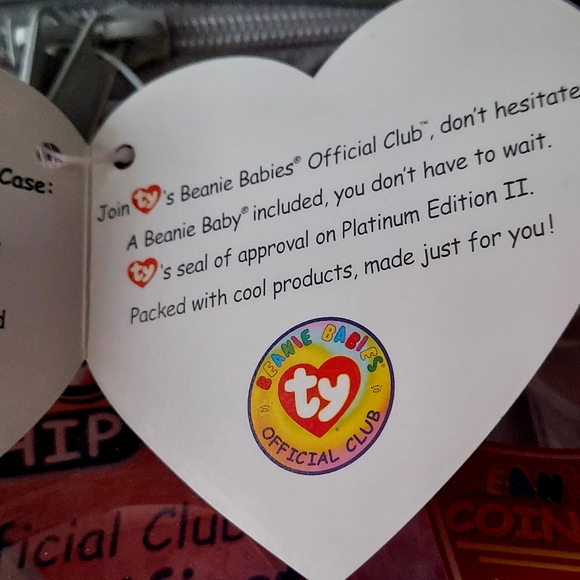 Case:
Join ty's Beanie Babies® Official Club™, don't hesitate
A Beanie Baby® included, you don't have to wait.
ty's seal of approval on Platinum Edition II.
Packed with cool products, made just for you!
BEANIE BABIES®
ty®
OFFICIAL CLUB
HIP
ficial Club
EAN
COIN